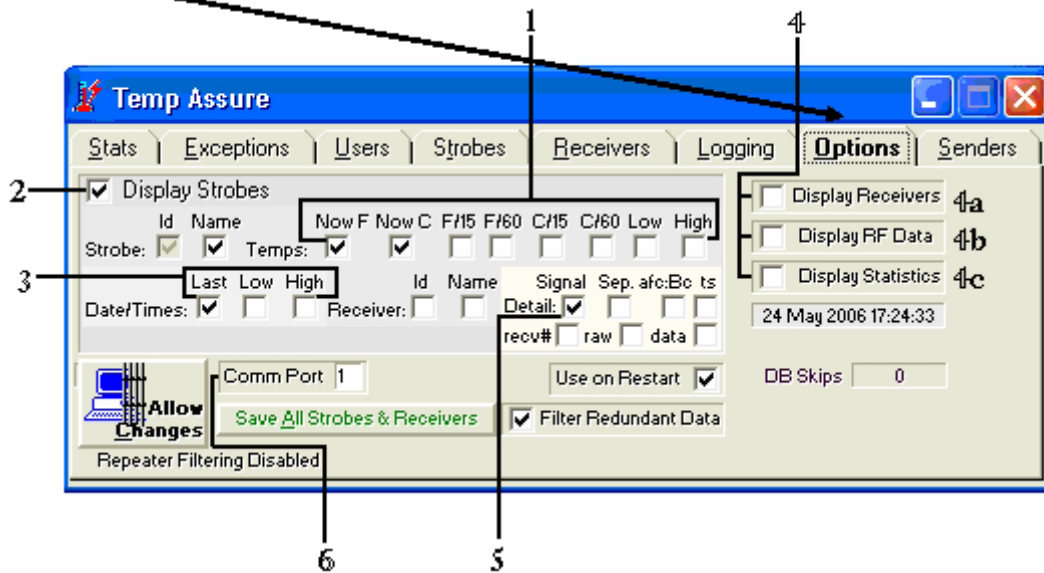 1 4
Temp Assure
Stats Exceptions Users Strobes Receivers Logging Options Senders
2 Display Strobes Display Receivers 4a
Id Name Now F Now C F/15 F/60 C/15 C/60 Low High
Strobe: Temps: Display RF Data 4b
3 Last Low High Id Name Signal Sep. afc:Bc ts Display Statistics 4c
Date/Times: Receiver: Detail: 24 May 2006 17:24:33
recv# raw data
Comm Port 1 Use on Restart DB Skips 0
Allow Changes Save All Strobes & Receivers Filter Redundant Data
Repeater Filtering Disabled
6 5